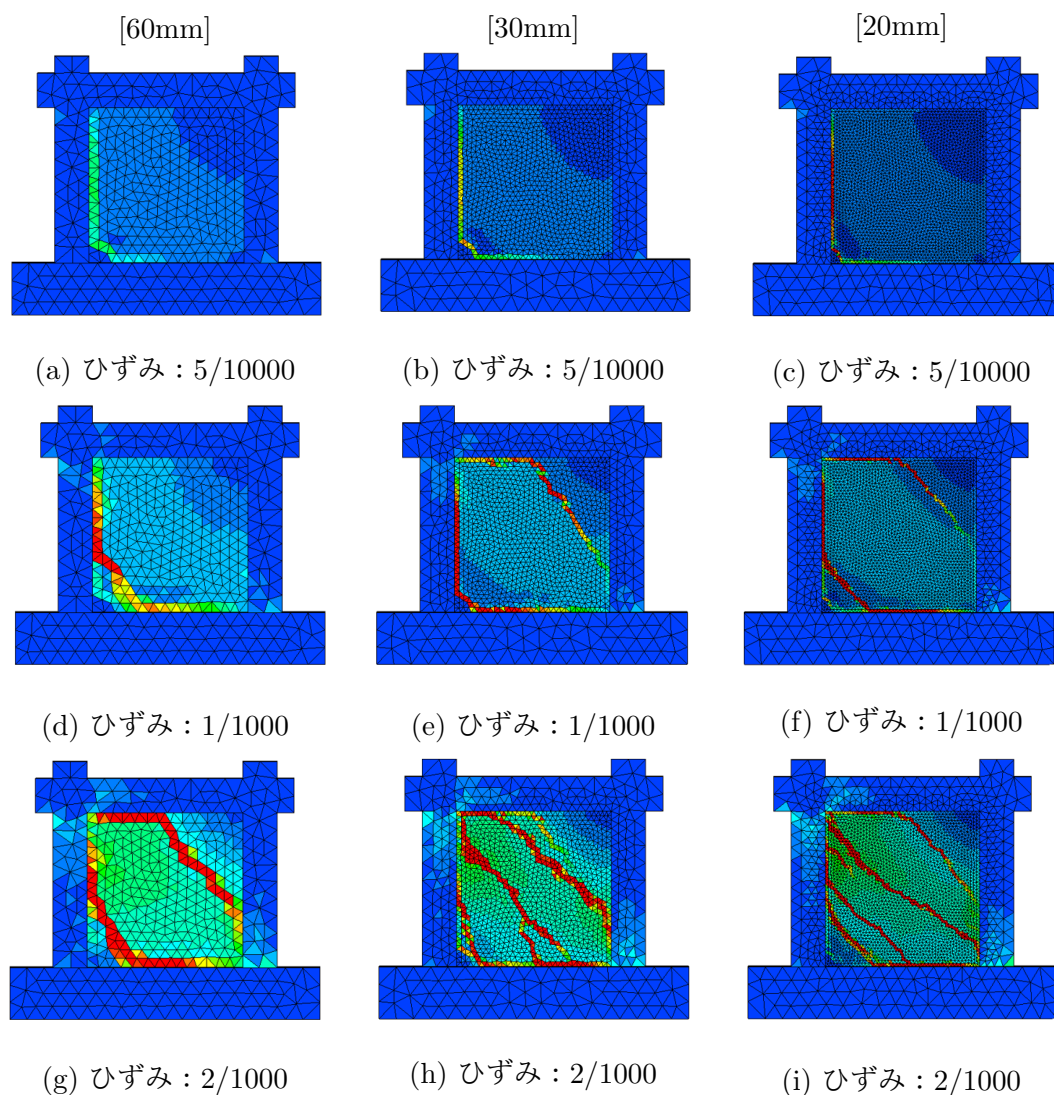 [60mm] [30mm] [20mm]
(a) ひずみ：5/10000 (b) ひずみ：5/10000 (c) ひずみ：5/10000
(d) ひずみ：1/1000 (e) ひずみ：1/1000 (f) ひずみ：1/1000
(g) ひずみ：2/1000 (h) ひずみ：2/1000 (i) ひずみ：2/1000